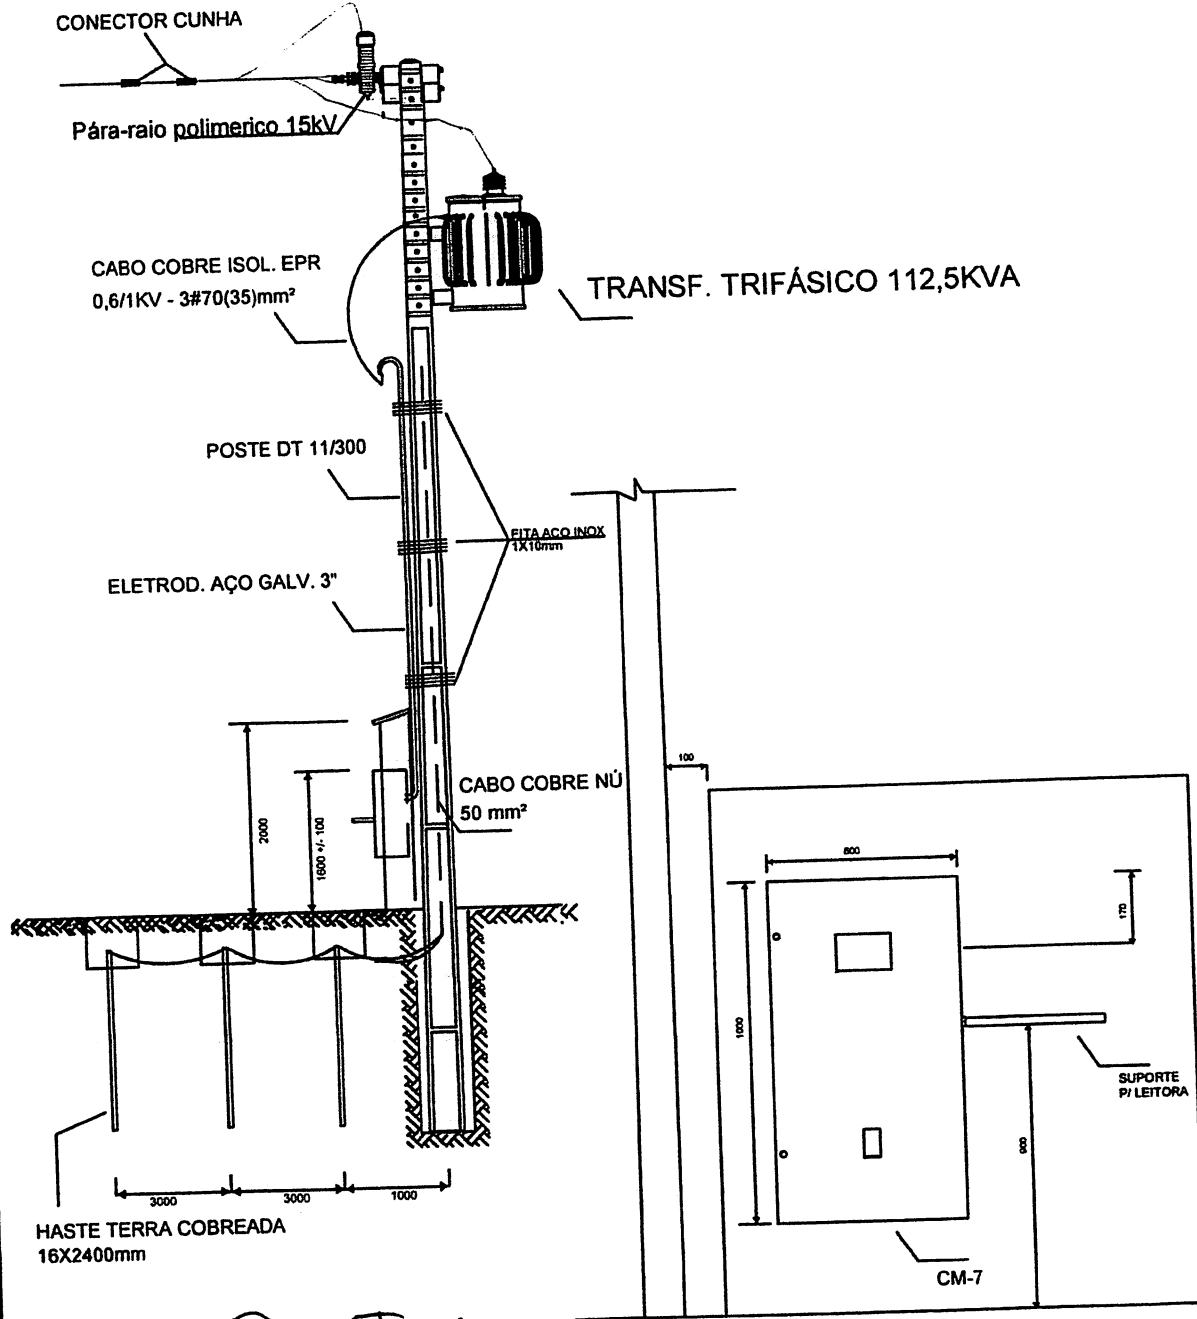 CONECTOR CUNHA
Pára-raio polimerico 15kV
CABO COBRE ISOL. EPR
0,6/1KV - 3#70(35)mm²
TRANSF. TRIFÁSICO 112,5KVA
POSTE DT 11/300
FITA ACO INOX
1X10mm
ELETROD. AÇO GALV. 3"
CABO COBRE NÚ
50 mm²
2000
1600 +/- 100
100
800
170
1000
900
SUPORTE
P/ LEITORA
3000
3000
1000
HASTE TERRA COBREADA
16X2400mm
CM-7